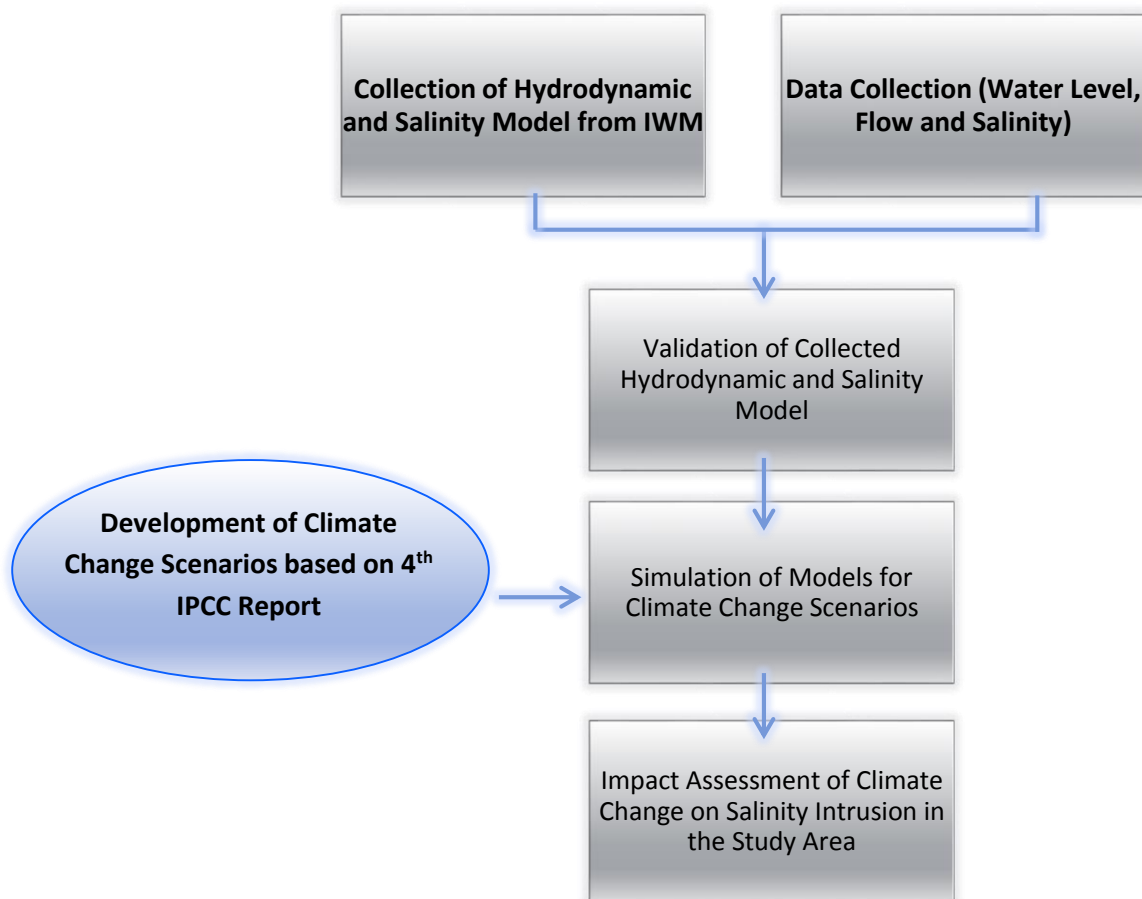 Collection of Hydrodynamic
and Salinity Model from IWM
Data Collection (Water Level,
Flow and Salinity)
Validation of Collected
Hydrodynamic and Salinity
Model
Development of Climate
Change Scenarios based on 4th
IPCC Report
Simulation of Models for
Climate Change Scenarios
Impact Assessment of Climate
Change on Salinity Intrusion in
the Study Area